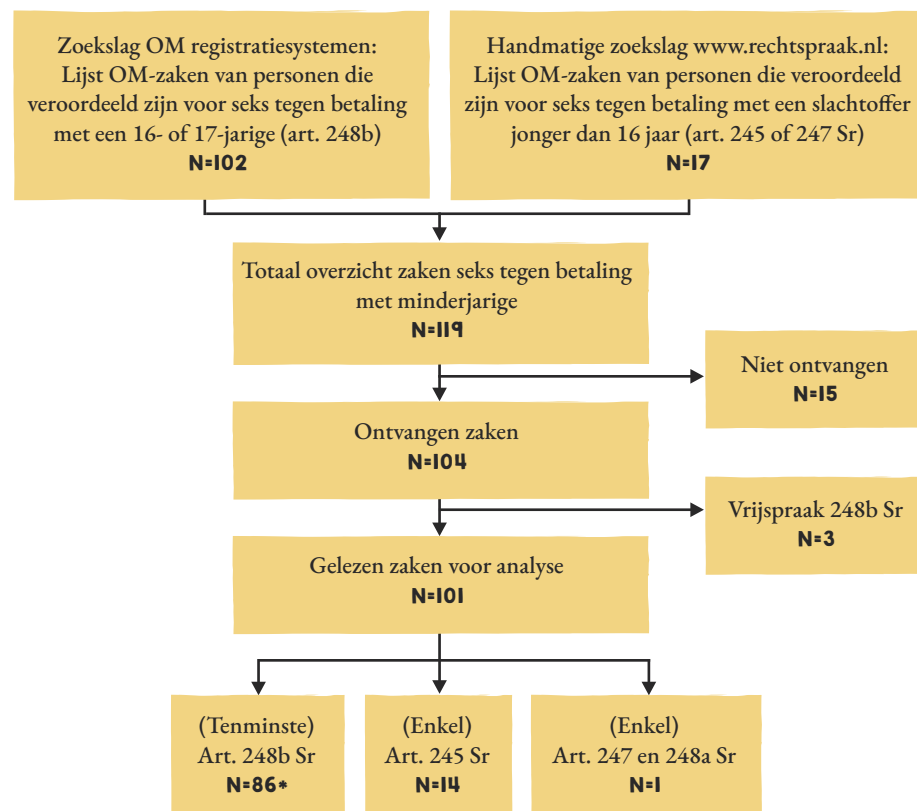 Zoekslag OM registratiesystemen:
Lijst OM-zaken van personen die
veroordeeld zijn voor seks tegen betaling
met een 16- of 17-jarige (art. 248b)
N=102
Handmatige zoekslag www.rechtspraak.nl:
Lijst OM-zaken van personen die veroordeeld
zijn voor seks tegen betaling met een slachtoffer
jonger dan 16 jaar (art. 245 of 247 Sr)
N=17
Totaal overzicht zaken seks tegen betaling
met minderjarige
N=119
Niet ontvangen
N=15
Ontvangen zaken
N=104
Vrijspraak 248b Sr
N=3
Gelezen zaken voor analyse
N=101
(Tenminste)
Art. 248b Sr
N=86*
(Enkel)
Art. 245 Sr
N=14
(Enkel)
Art. 247 en 248a Sr
N=1